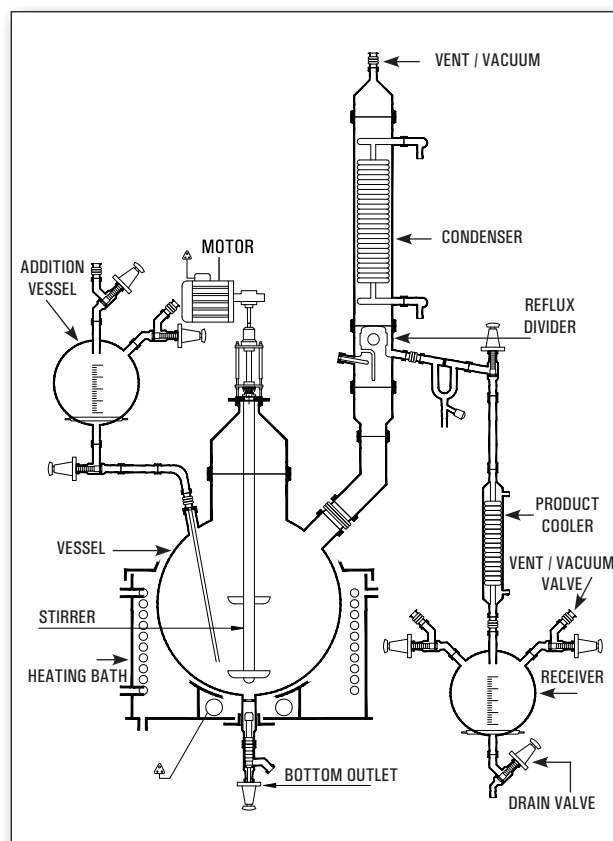 VENT / VACUUM
MOTOR
CONDENSER
ADDITION
VESSEL
REFLUX
DIVIDER
PRODUCT
COOLER
VESSEL
VENT / VACUUM
VALVE
STIRRER
HEATING BATH
RECEIVER
BOTTOM OUTLET
DRAIN VALVE